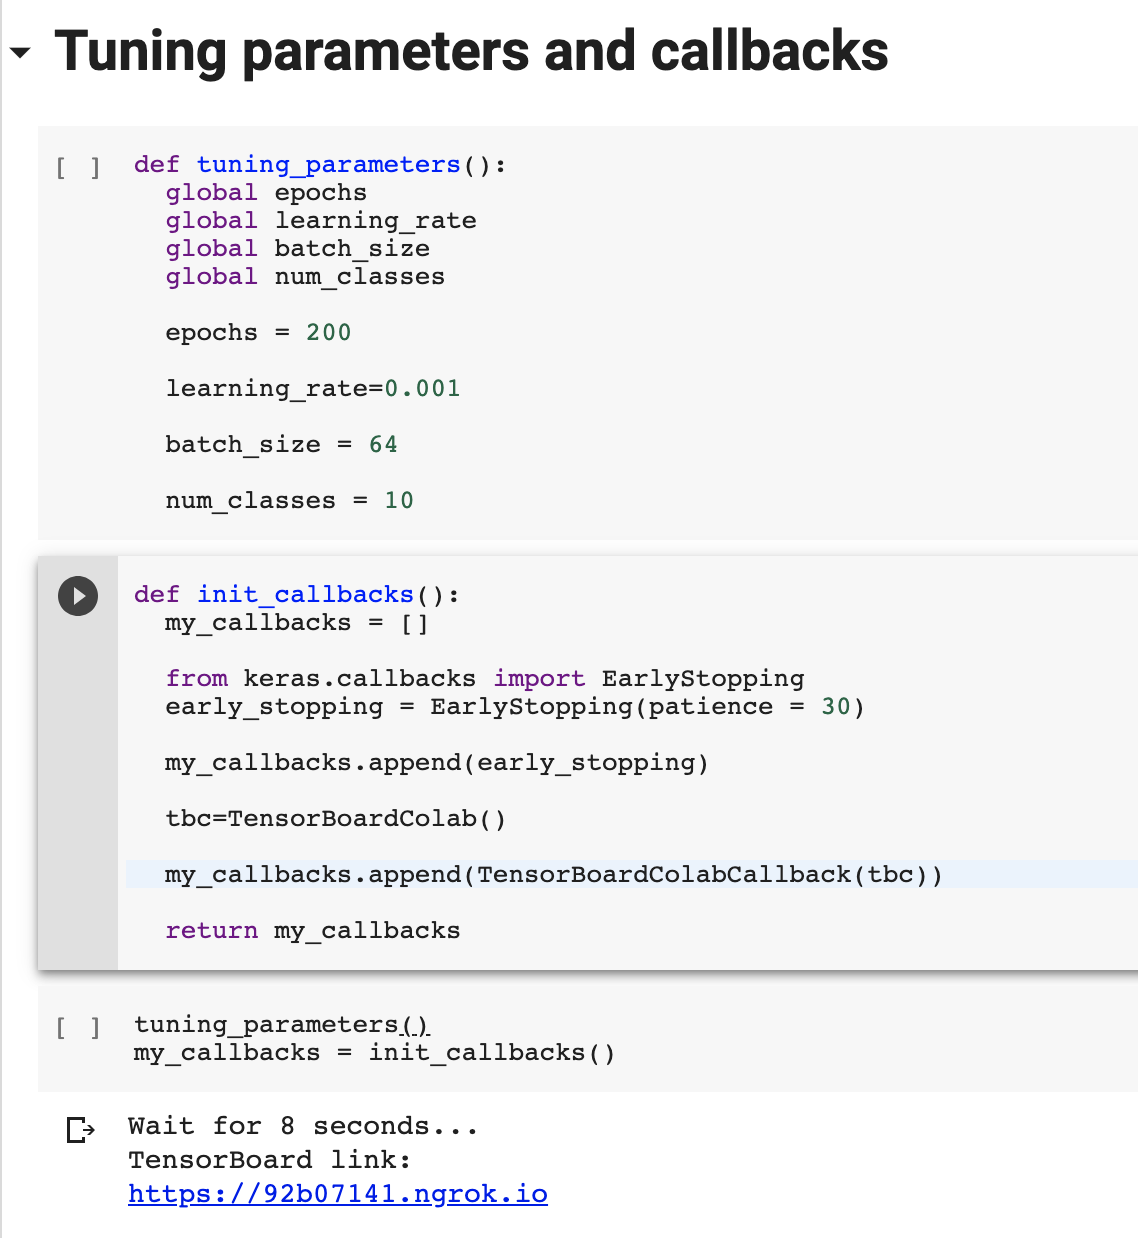 Tuning parameters and callbacks
[ ] def tuning_parameters():
  global epochs
  global learning_rate
  global batch_size
  global num_classes

  epochs = 200

  learning_rate=0.001

  batch_size = 64

  num_classes = 10

def init_callbacks():
  my_callbacks = []

  from keras.callbacks import EarlyStopping
  early_stopping = EarlyStopping(patience = 30)

  my_callbacks.append(early_stopping)

  tbc=TensorBoardColab()

  my_callbacks.append(TensorBoardColabCallback(tbc))

  return my_callbacks

[ ] tuning_parameters()
my_callbacks = init_callbacks()

Wait for 8 seconds...
TensorBoard link:
https://92b07141.ngrok.io